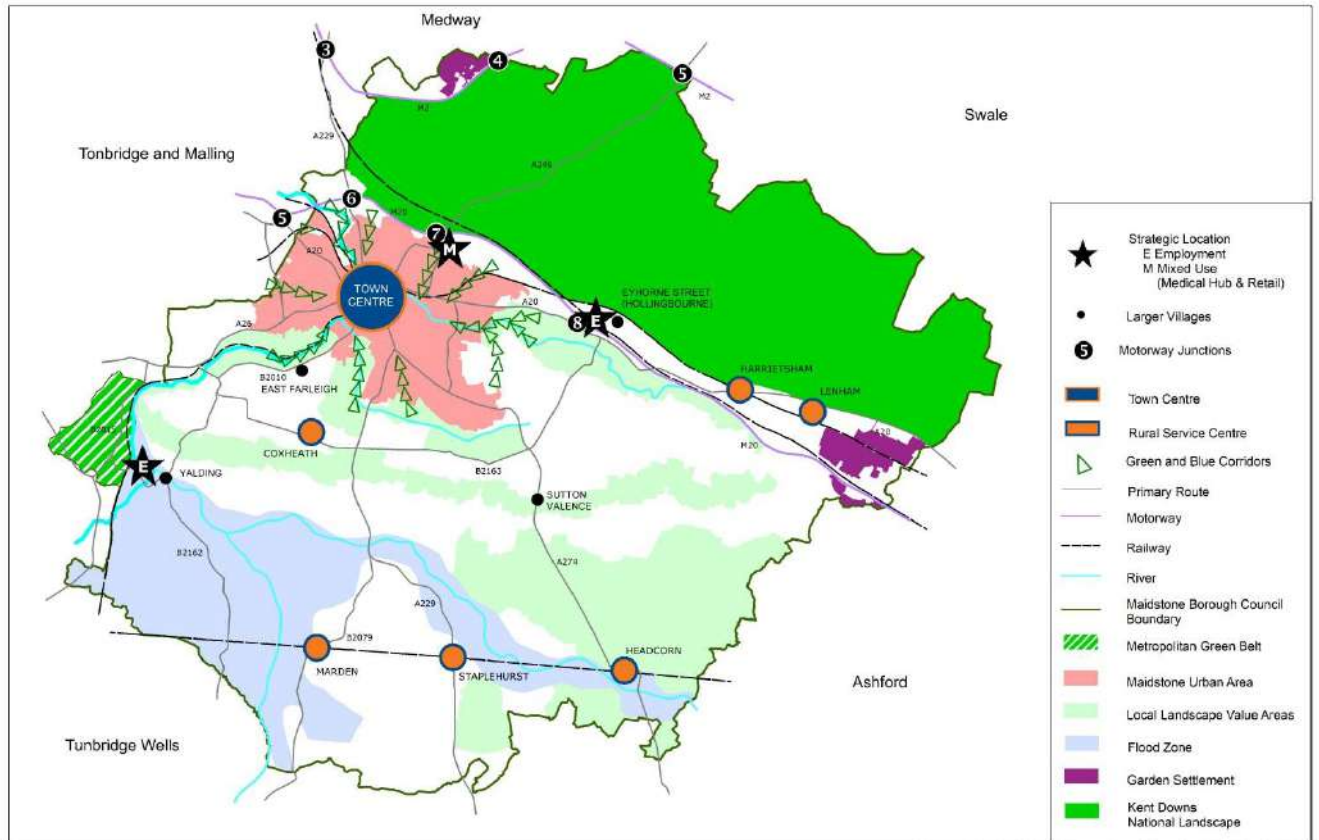 Medway
3
4
5
M2
M2
Swale
A229
A249
Tonbridge and Malling
6
5
M20
7
M
A20
TOWN
CENTRE
EYHORNE STREET
(HOLLINGBOURNE)
A20
8
E
A26
B2010
EAST FARLEIGH
HARRIETSHAM
LENHAM
A20
M20
COXHEATH
B2163
E
YALDING
SUTTON
VALENCE
B2162
A274
A229
B2079
MARDEN
STAPLEHURST
HEADCORN
Ashford
Tunbridge Wells
Strategic Location
E Employment
M Mixed Use
(Medical Hub & Retail)
Larger Villages
5
Motorway Junctions
Town Centre
Rural Service Centre
Green and Blue Corridors
Primary Route
Motorway
Railway
River
Maidstone Borough Council
Boundary
Metropolitan Green Belt
Maidstone Urban Area
Local Landscape Value Areas
Flood Zone
Garden Settlement
Kent Downs
National Landscape